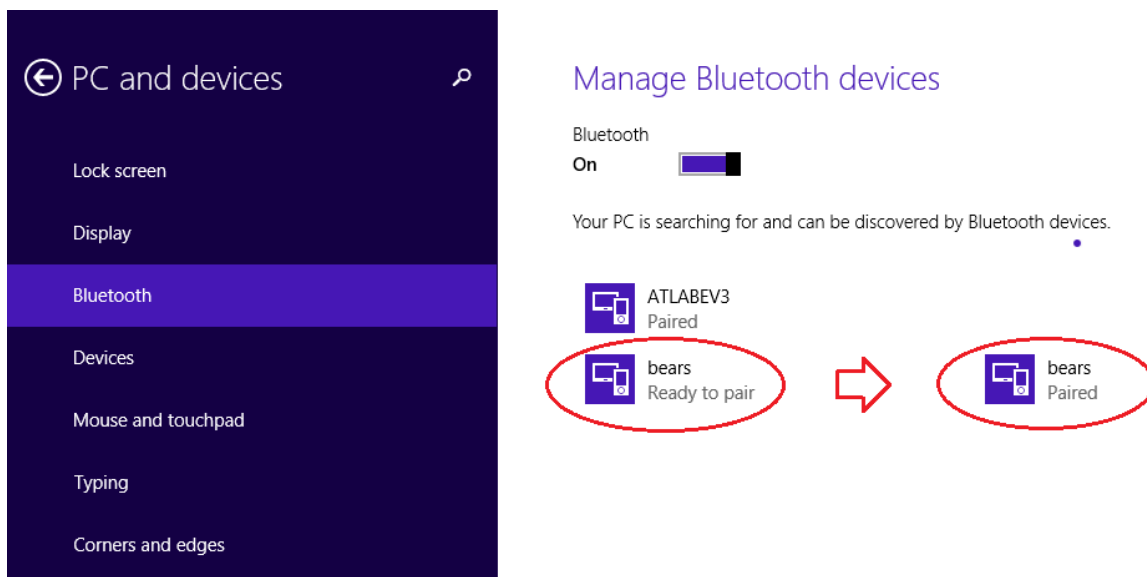 PC and devices
Lock screen
Display
Bluetooth
Devices
Mouse and touchpad
Typing
Corners and edges
Manage Bluetooth devices
Bluetooth
On
Your PC is searching for and can be discovered by Bluetooth devices.
ATLABEV3
Paired
bears
Ready to pair
bears
Paired